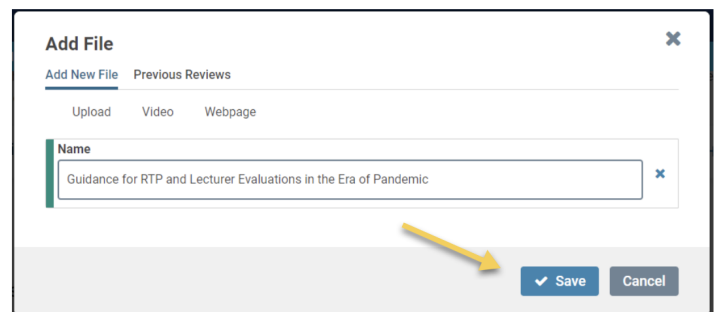 Add File
Add New File Previous Reviews
Upload Video Webpage
Name
Guidance for RTP and Lecturer Evaluations in the Era of Pandemic
Save Cancel